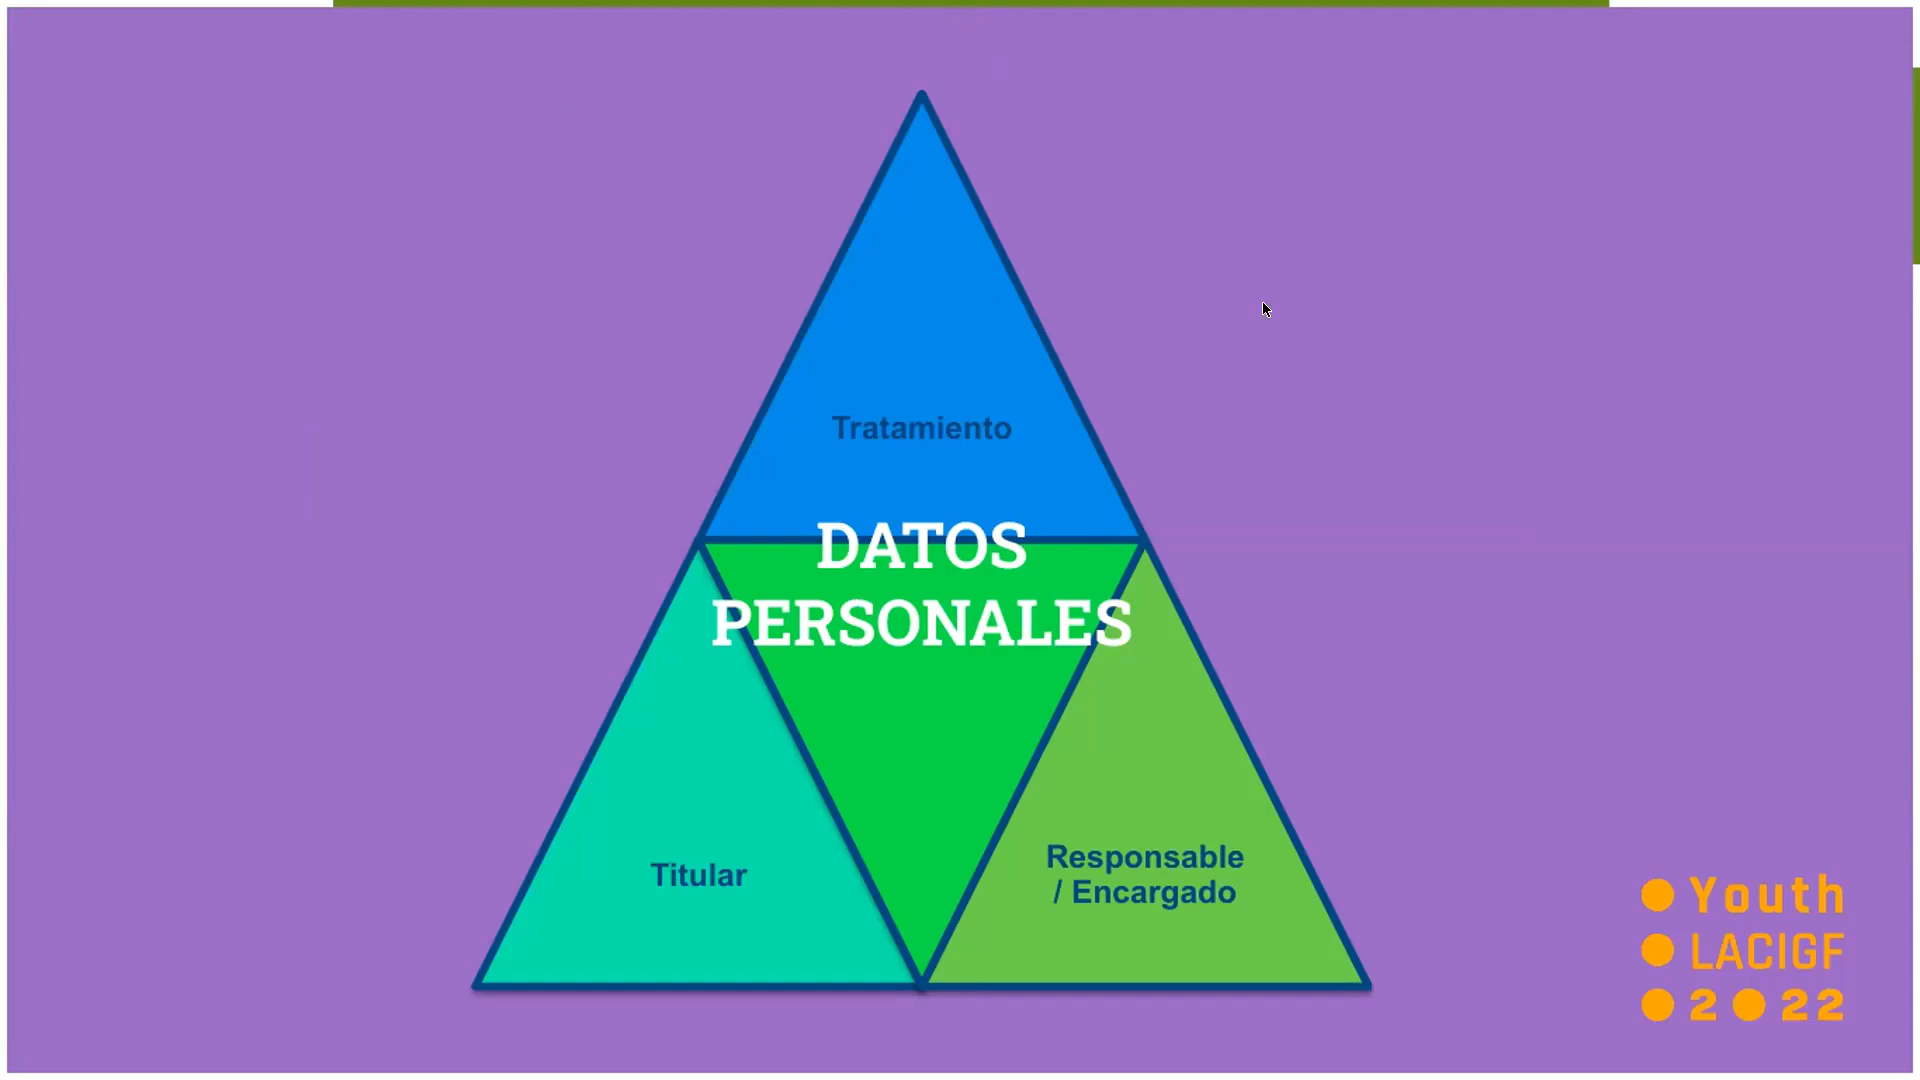 Tratamiento
DATOS
PERSONALES
Titular
Responsable
/ Encargado
Youth
LACIGF
2022